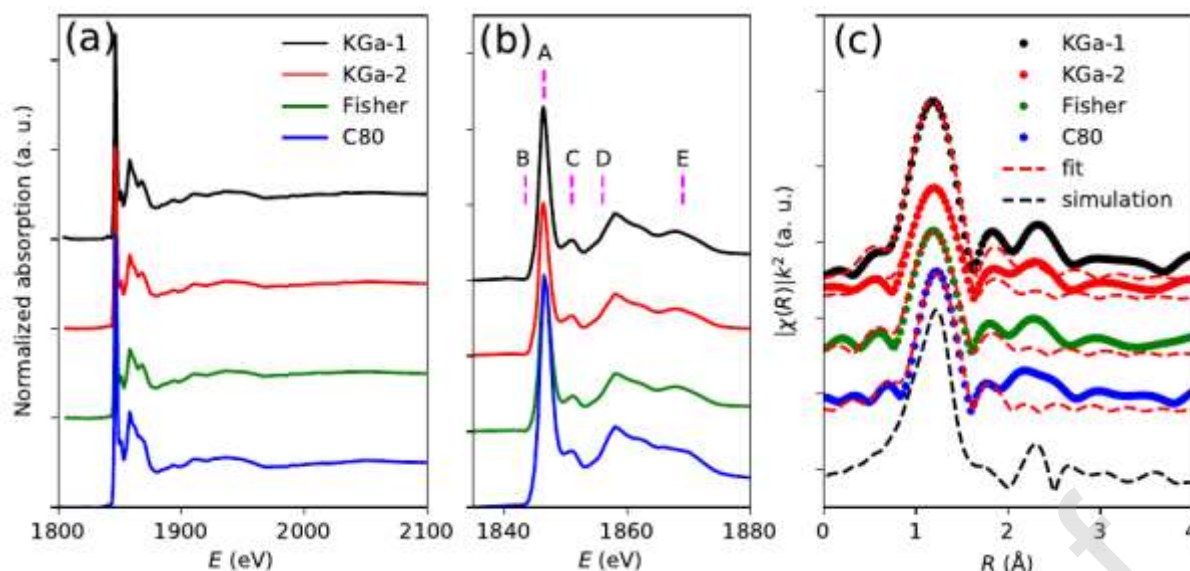 (a)
KGa-1
KGa-2
Fisher
C80
Normalized absorption (a. u.)
1800 1900 2000 2100
E (eV)
(b)
A
B C D E
1840 1860 1880
E (eV)
(c)
KGa-1
KGa-2
Fisher
C80
fit
simulation
|χ(R)|k² (a. u.)
0 1 2 3 4
R (Å)
f